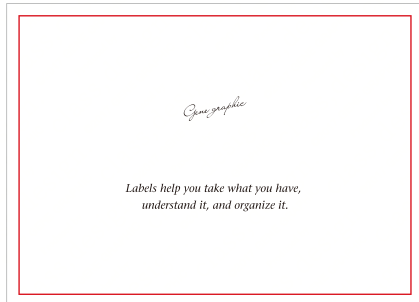 Gene graphic
Labels help you take what you have,
understand it, and organize it.